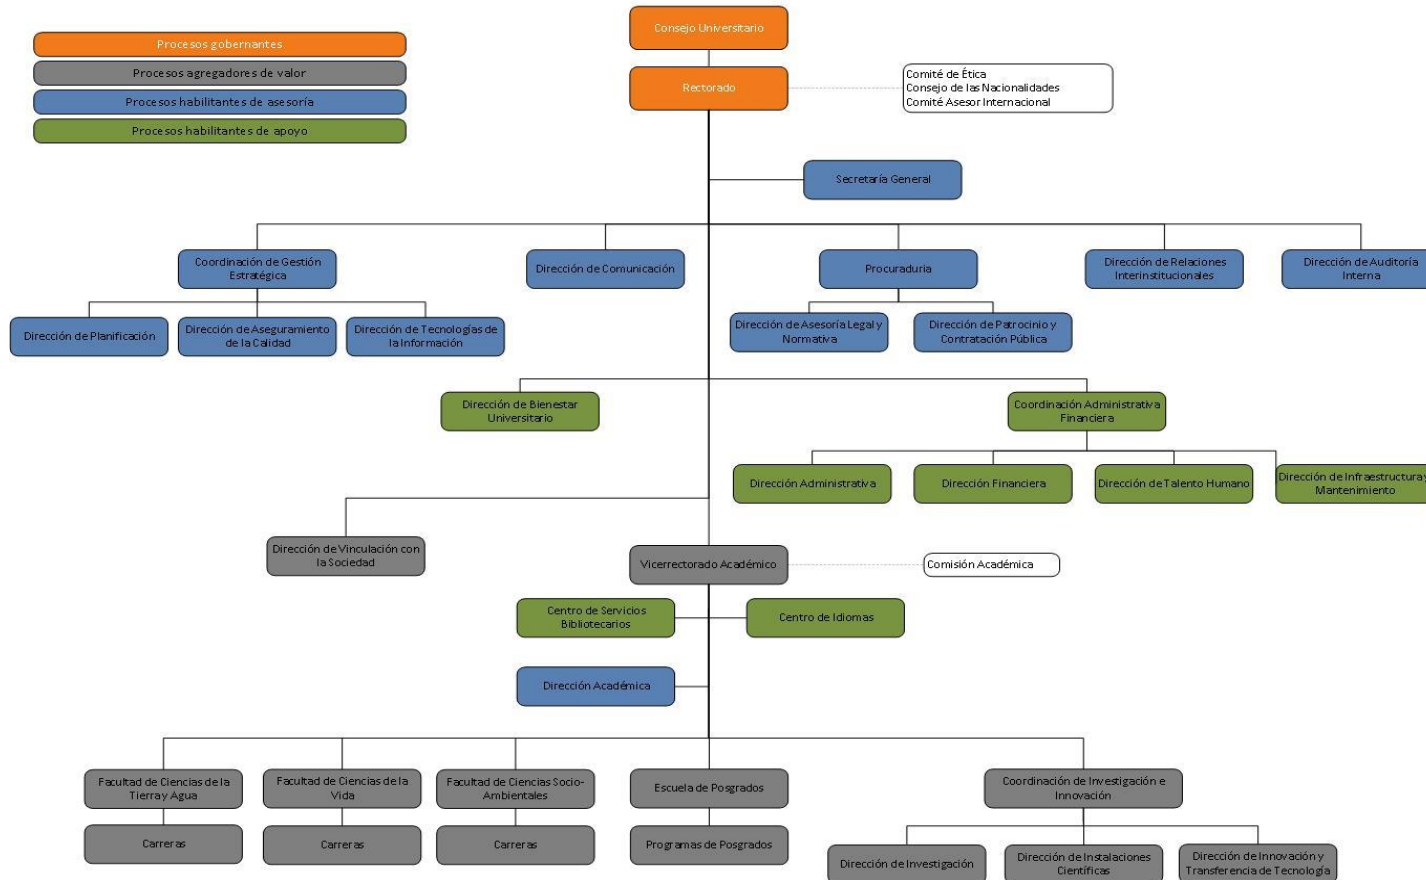 Consejo Universitario
Procesos gobernantes
Procesos agregadores de valor
Procesos habilitantes de asesoría
Procesos habilitantes de apoyo
Rectorado
Comité de Ética
Consejo de las Nacionalidades
Comité Asesor Internacional
Secretaría General
Coordinación de Gestión
Estratégica
Dirección de Comunicación
Procuraduria
Dirección de Relaciones
Interinstitucionales
Dirección de Auditoría
Interna
Dirección de Planificación
Dirección de Aseguramiento
de la Calidad
Dirección de Tecnologías de
la Información
Dirección de Asesoría Legal y
Normativa
Dirección de Patrocinio y
Contratación Pública
Dirección de Bienestar
Universitario
Coordinación Administrativa
Financiera
Dirección Administrativa
Dirección Financiera
Dirección de Talento Humano
Dirección de Infraestructura y
Mantenimiento
Dirección de Vinculación con
la Sociedad
Vicerrectorado Académico
Comisión Académica
Centro de Servicios
Bibliotecarios
Centro de Idiomas
Dirección Académica
Facultad de Ciencias de la
Tierra y Agua
Facultad de Ciencias de la
Vida
Facultad de Ciencias Socio-
Ambientales
Escuela de Posgrados
Coordinación de Investigación e
Innovación
Carreras
Carreras
Carreras
Programas de Posgrados
Dirección de Investigación
Dirección de Instalaciones
Científicas
Dirección de Innovación y
Transferencia de Tecnología